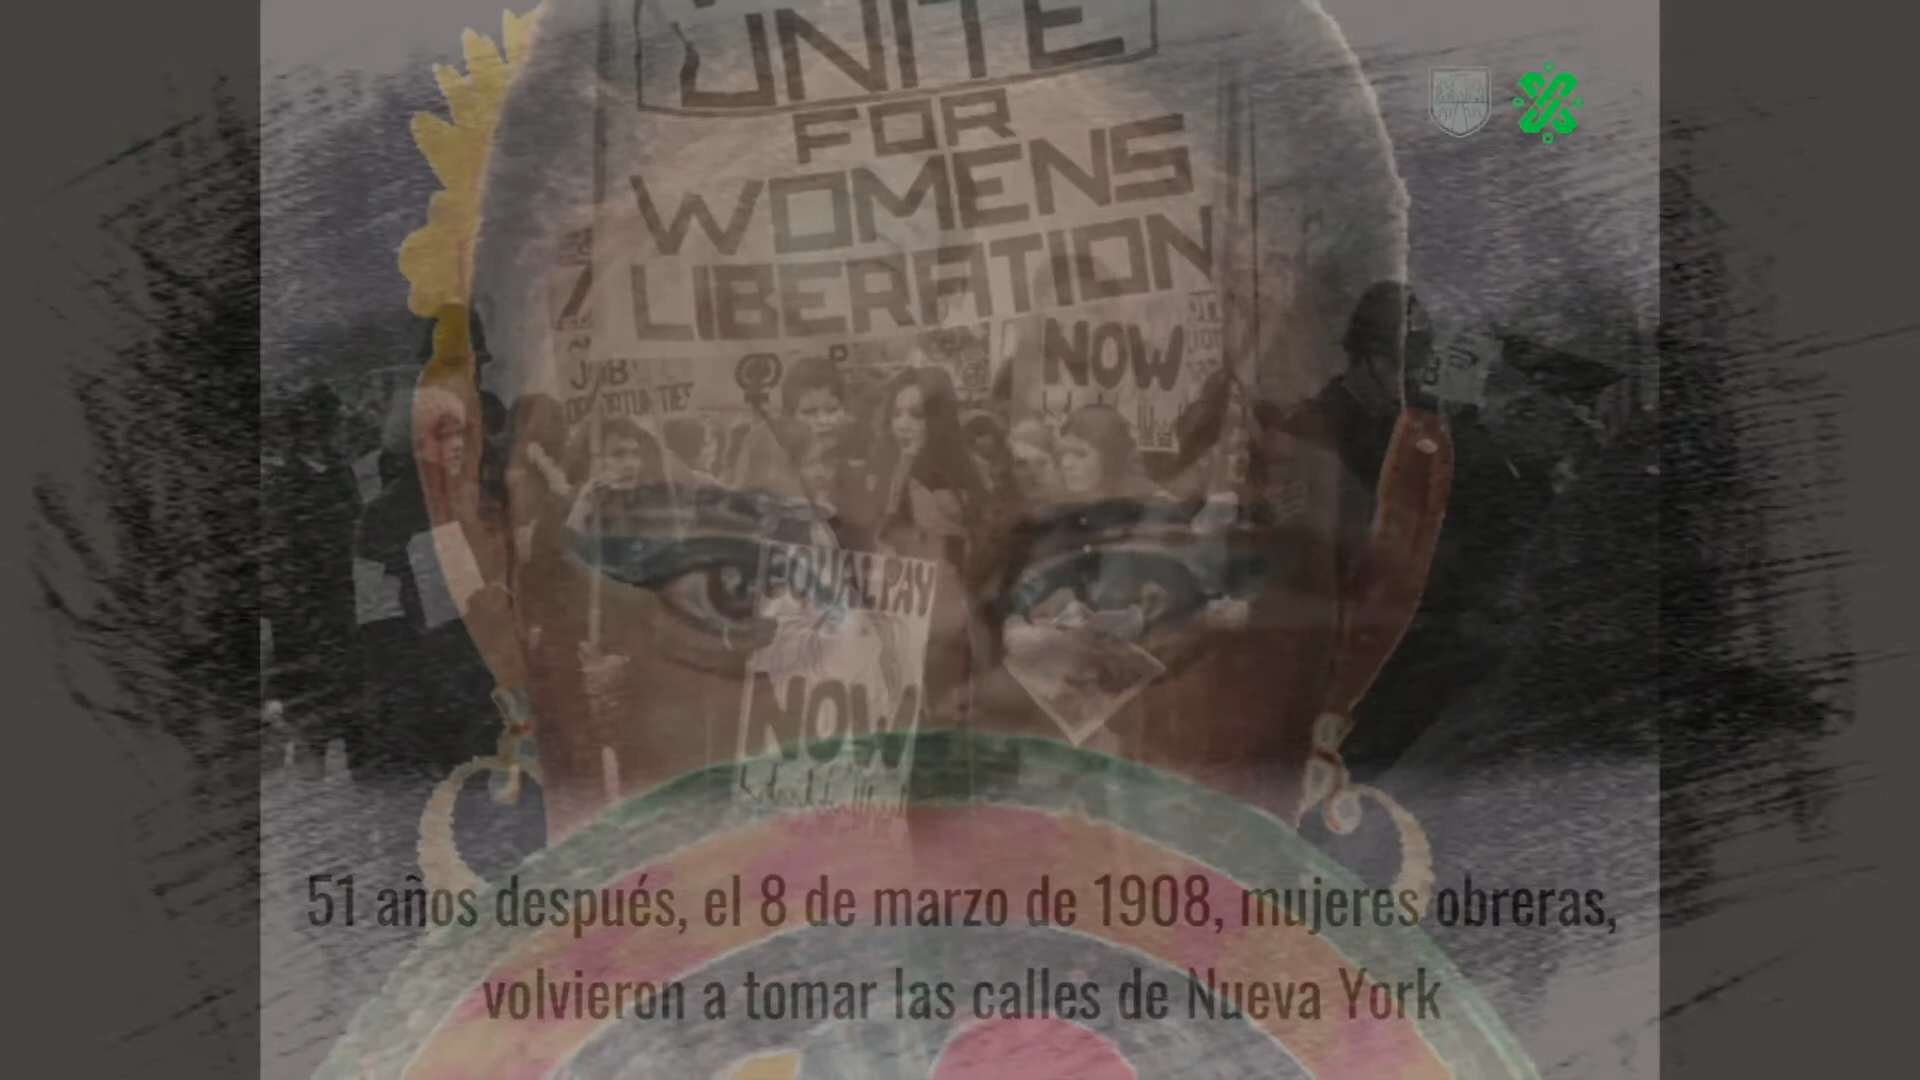 UNITE
FOR
WOMENS
LIBERATION
NOW
JOB
EQUAL PAY
NOW
51 años después, el 8 de marzo de 1908, mujeres obreras,
volvieron a tomar las calles de Nueva York